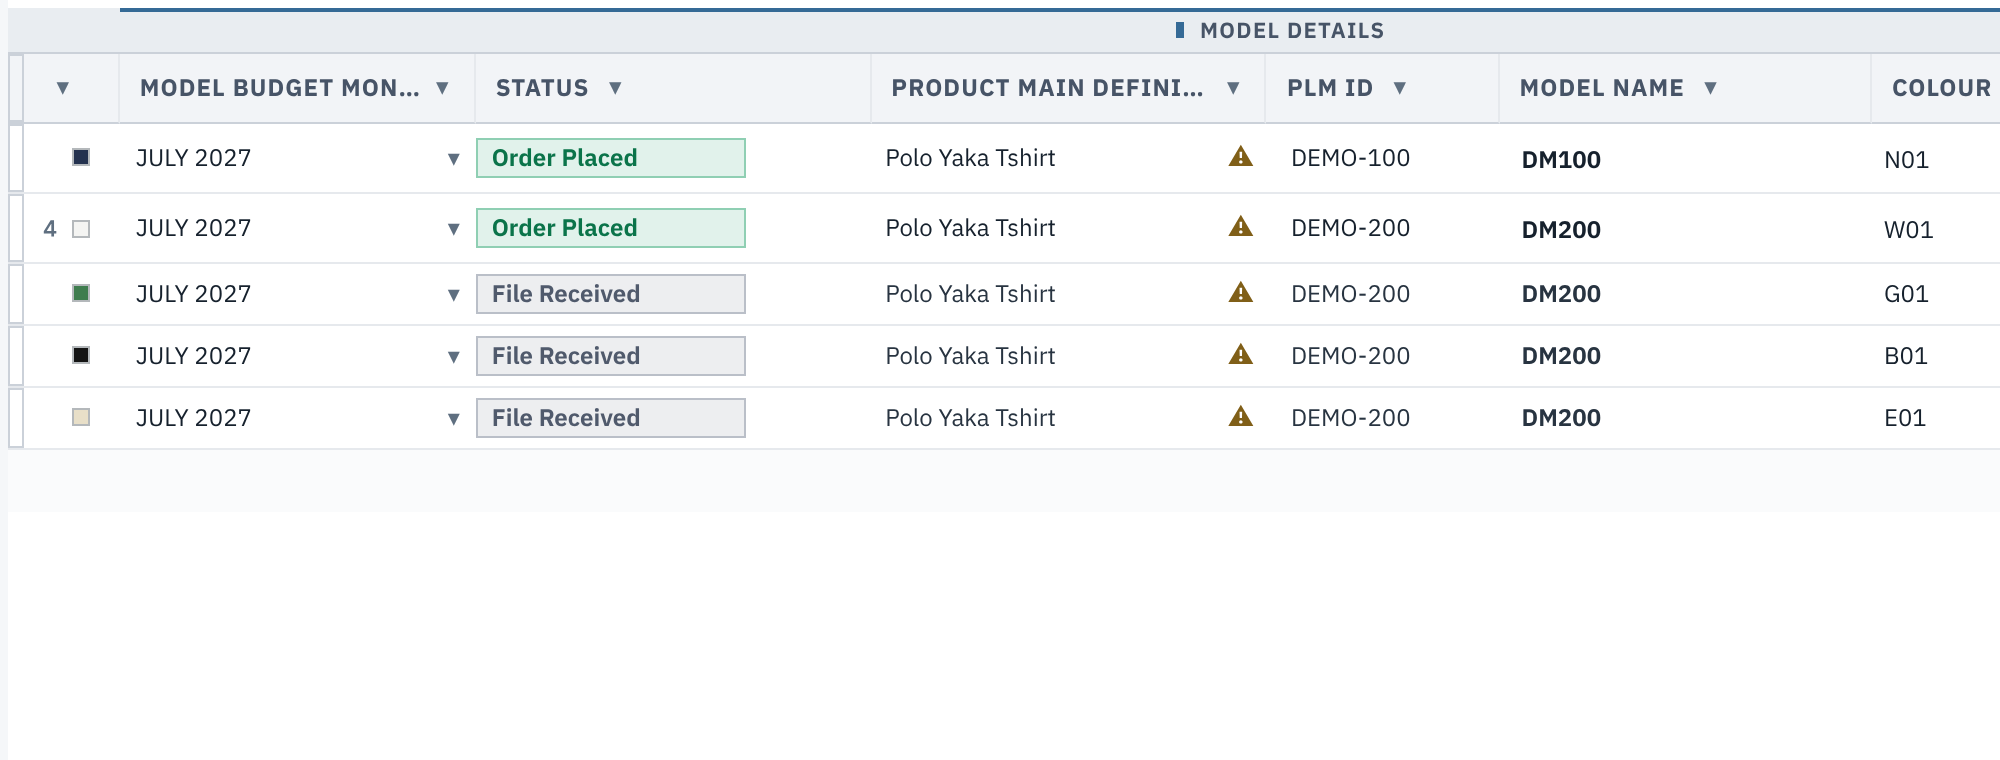 MODEL DETAILS
MODEL BUDGET MON... STATUS PRODUCT MAIN DEFINI... PLM ID MODEL NAME COLOUR
JULY 2027 Order Placed Polo Yaka Tshirt DEMO-100 DM100 N01
4 JULY 2027 Order Placed Polo Yaka Tshirt DEMO-200 DM200 W01
JULY 2027 File Received Polo Yaka Tshirt DEMO-200 DM200 G01
JULY 2027 File Received Polo Yaka Tshirt DEMO-200 DM200 B01
JULY 2027 File Received Polo Yaka Tshirt DEMO-200 DM200 E01